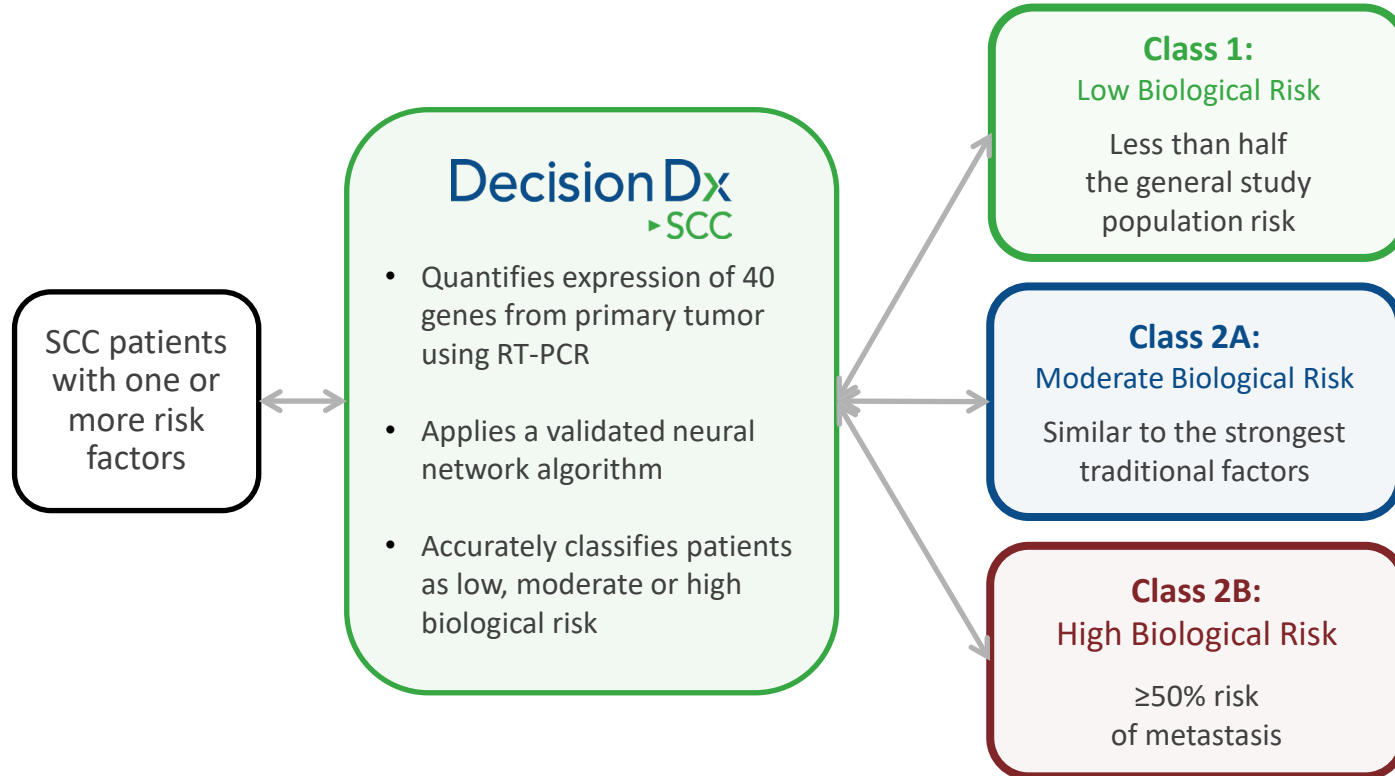 SCC patients
with one or
more risk
factors
DecisionDx
▸SCC
• Quantifies expression of 40
genes from primary tumor
using RT-PCR
• Applies a validated neural
network algorithm
• Accurately classifies patients
as low, moderate or high
biological risk
Class 1:
Low Biological Risk
Less than half
the general study
population risk
Class 2A:
Moderate Biological Risk
Similar to the strongest
traditional factors
Class 2B:
High Biological Risk
≥50% risk
of metastasis